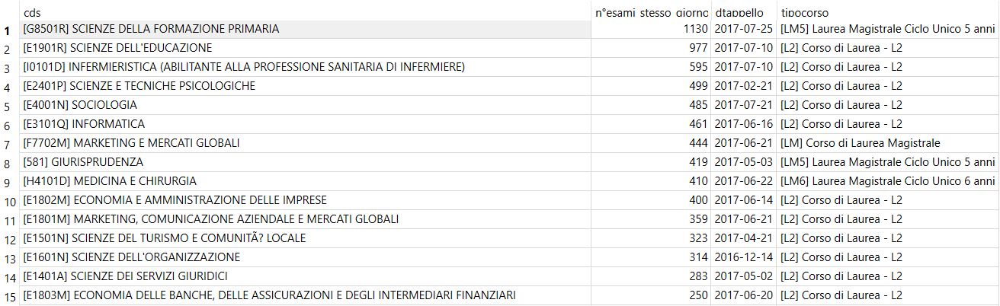 cds n°esami_stesso_giorno dtappello tipocorso
1 [G8501R] SCIENZE DELLA FORMAZIONE PRIMARIA 1130 2017-07-25 [LM5] Laurea Magistrale Ciclo Unico 5 anni
2 [E1901R] SCIENZE DELL'EDUCAZIONE 977 2017-07-10 [L2] Corso di Laurea - L2
3 [I0101D] INFERMIERISTICA (ABILITANTE ALLA PROFESSIONE SANITARIA DI INFERMIERE) 595 2017-07-10 [L2] Corso di Laurea - L2
4 [E2401P] SCIENZE E TECNICHE PSICOLOGICHE 499 2017-02-21 [L2] Corso di Laurea - L2
5 [E4001N] SOCIOLOGIA 485 2017-07-21 [L2] Corso di Laurea - L2
6 [E3101Q] INFORMATICA 461 2017-06-16 [L2] Corso di Laurea - L2
7 [F7702M] MARKETING E MERCATI GLOBALI 444 2017-06-21 [LM] Corso di Laurea Magistrale
8 [581] GIURISPRUDENZA 419 2017-05-03 [LM5] Laurea Magistrale Ciclo Unico 5 anni
9 [H4101D] MEDICINA E CHIRURGIA 410 2017-06-22 [LM6] Laurea Magistrale Ciclo Unico 6 anni
10 [E1802M] ECONOMIA E AMMINISTRAZIONE DELLE IMPRESE 400 2017-06-14 [L2] Corso di Laurea - L2
11 [E1801M] MARKETING, COMUNICAZIONE AZIENDALE E MERCATI GLOBALI 359 2017-06-21 [L2] Corso di Laurea - L2
12 [E1501N] SCIENZE DEL TURISMO E COMUNITÃ? LOCALE 323 2017-04-21 [L2] Corso di Laurea - L2
13 [E1601N] SCIENZE DELL'ORGANIZZAZIONE 314 2016-12-14 [L2] Corso di Laurea - L2
14 [E1401A] SCIENZE DEI SERVIZI GIURIDICI 283 2017-05-02 [L2] Corso di Laurea - L2
15 [E1803M] ECONOMIA DELLE BANCHE, DELLE ASSICURAZIONI E DEGLI INTERMEDIARI FINANZIARI 250 2017-06-20 [L2] Corso di Laurea - L2